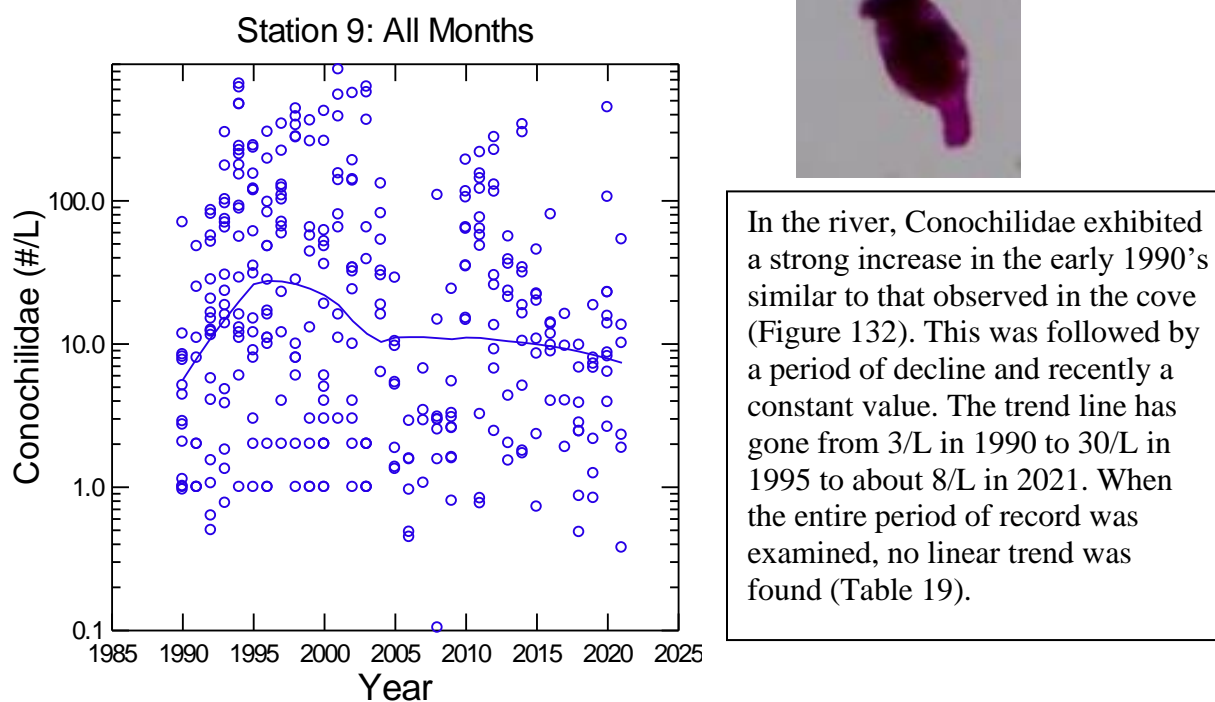 Station 9: All Months
Conochilidae (#/L)
100.0
10.0
1.0
0.1
1985 1990 1995 2000 2005 2010 2015 2020 2025
Year
In the river, Conochilidae exhibited
a strong increase in the early 1990’s
similar to that observed in the cove
(Figure 132). This was followed by
a period of decline and recently a
constant value. The trend line has
gone from 3/L in 1990 to 30/L in
1995 to about 8/L in 2021. When
the entire period of record was
examined, no linear trend was
found (Table 19).